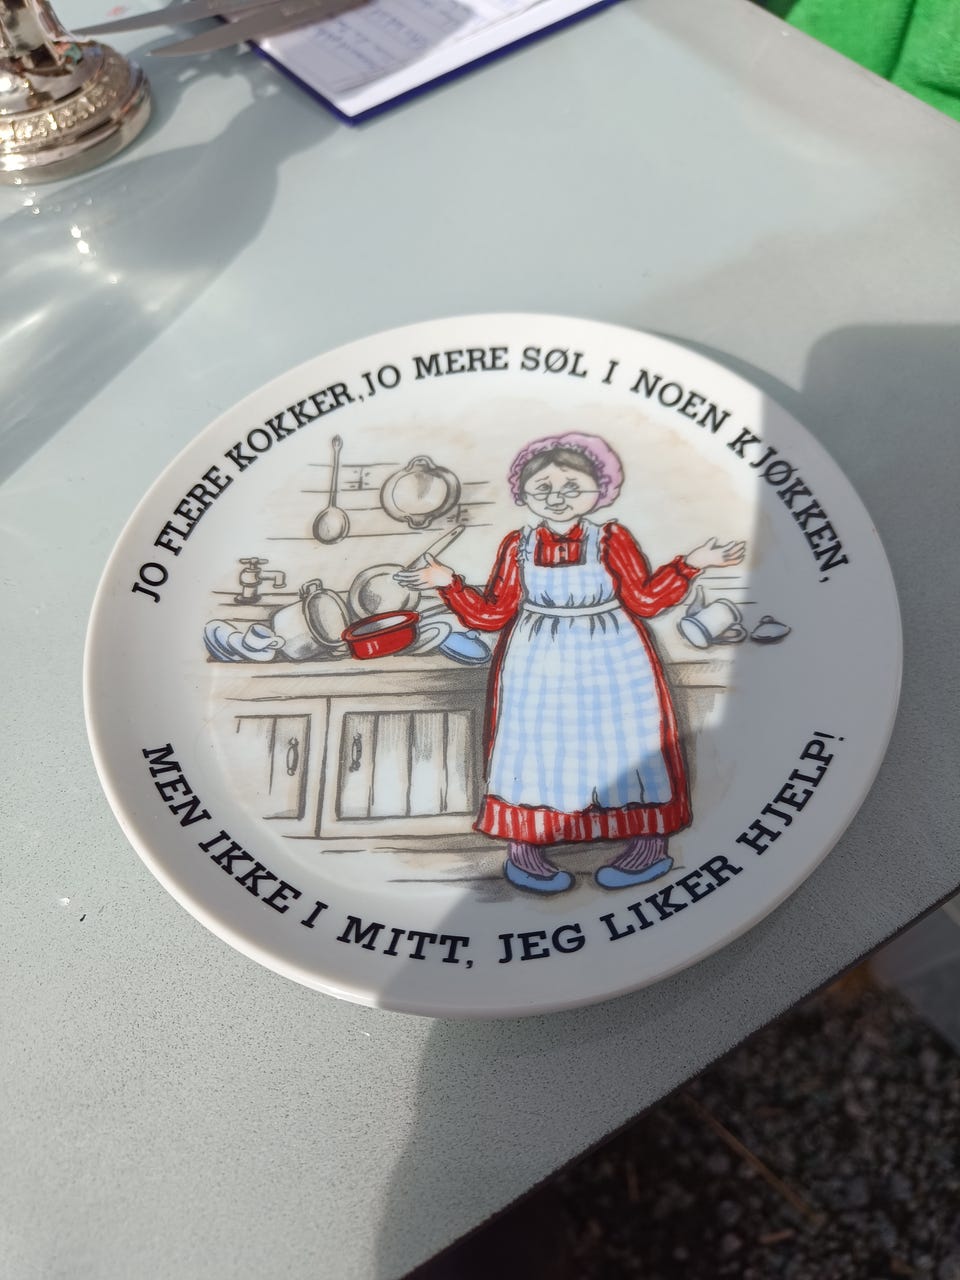 JO FLERE KOKKER, JO MERE SØL I NOEN KJØKKEN,
MEN IKKE I MITT, JEG LIKER HJELP!